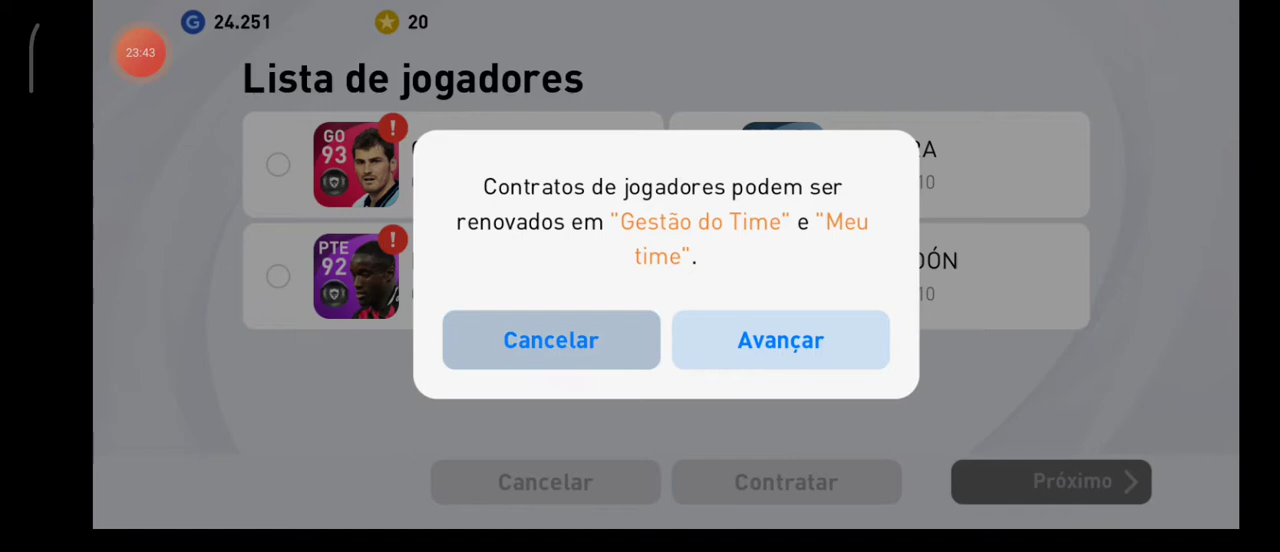 24.251
20
23:43
Lista de jogadores
GO
93
RA
10
Contratos de jogadores podem ser
renovados em "Gestão do Time" e "Meu
time".
PTE
92
DÓN
10
Cancelar
Avançar
Cancelar
Contratar
Próximo